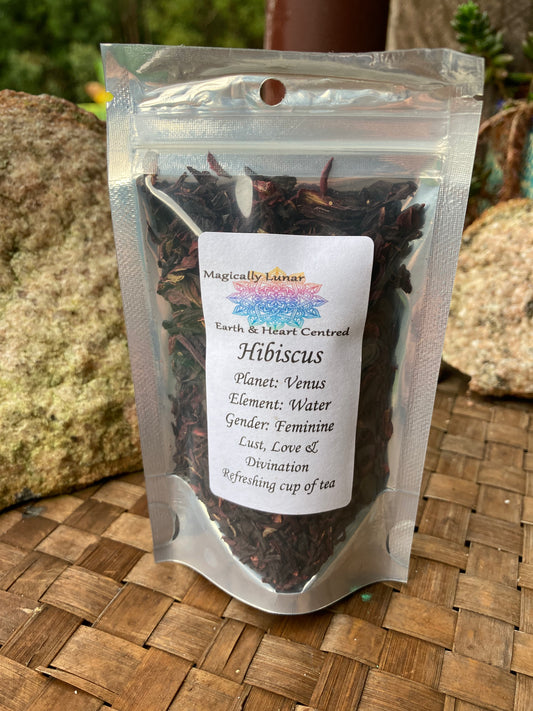 Magically Lunar
Earth & Heart Centred
Hibiscus
Planet: Venus
Element: Water
Gender: Feminine
Lust, Love &
Divination
Refreshing cup of tea